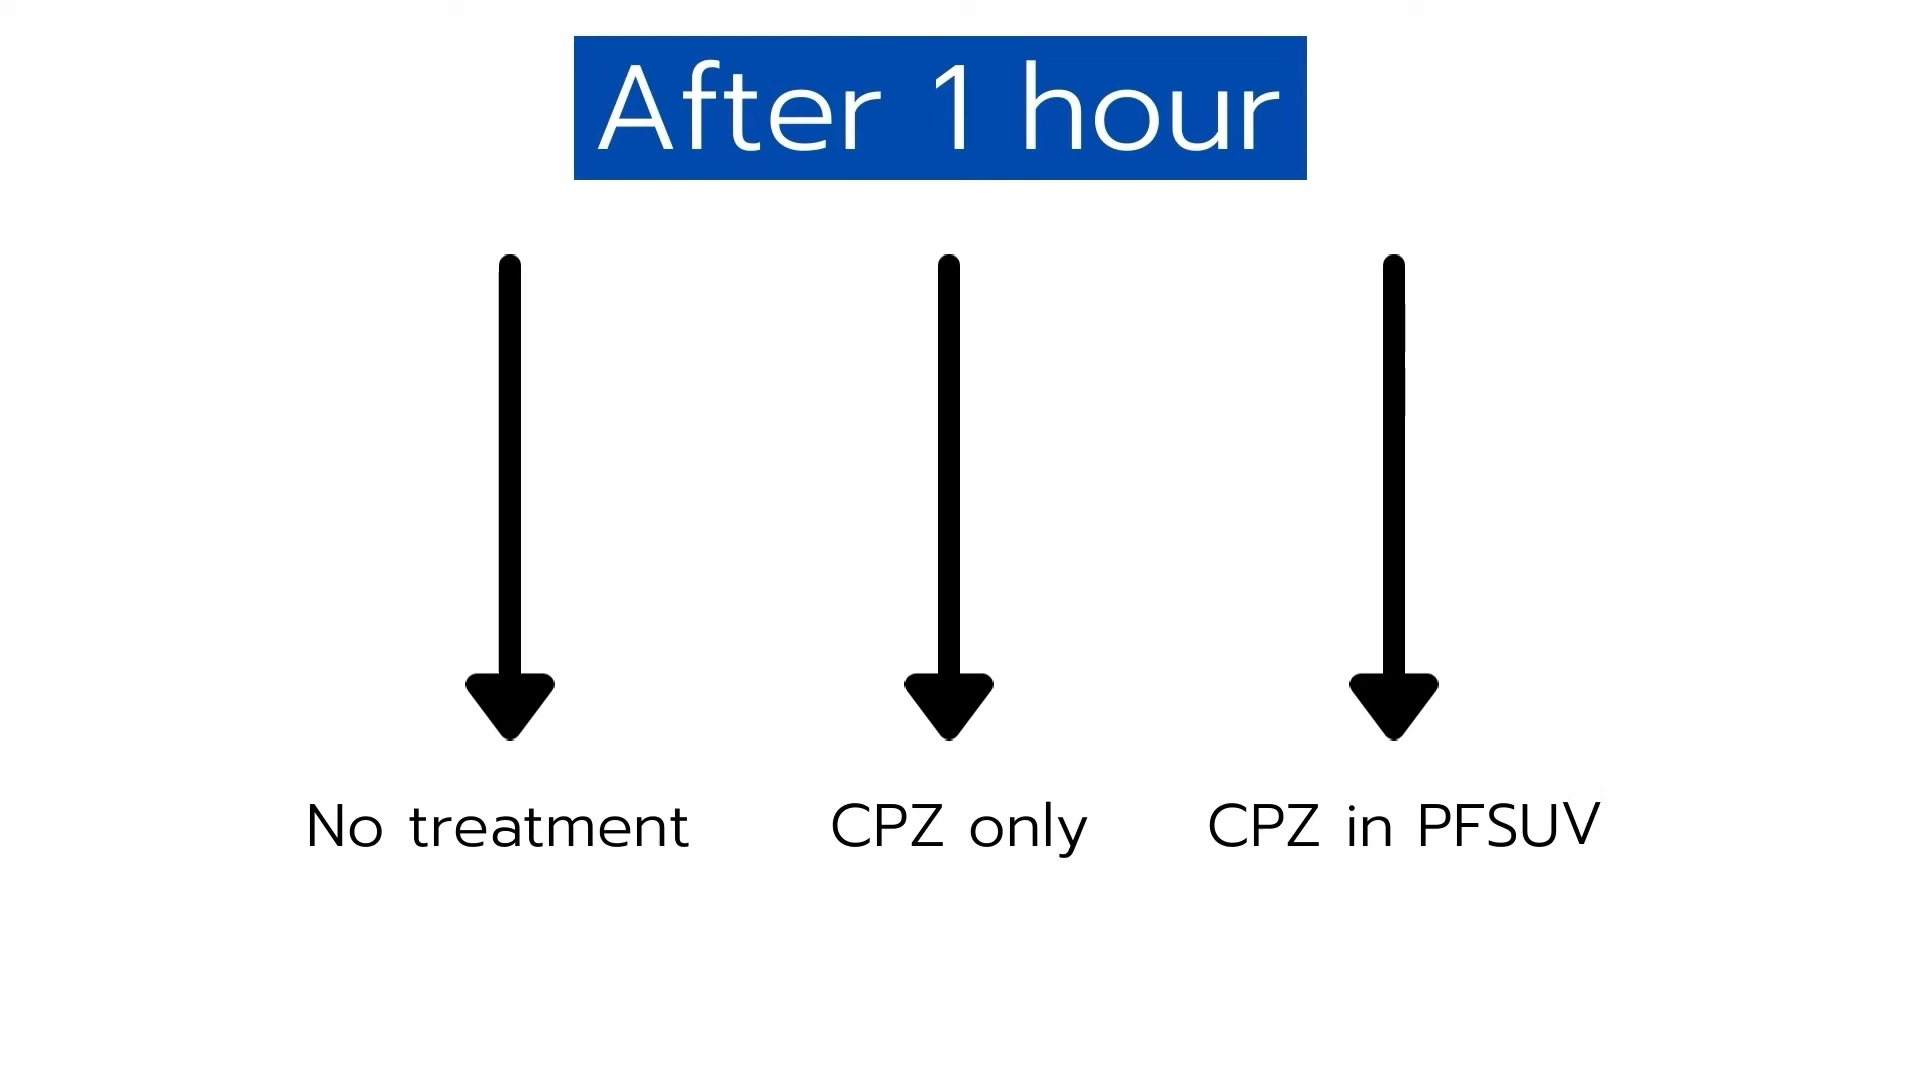 After 1 hour
No treatment
CPZ only
CPZ in PFSUV